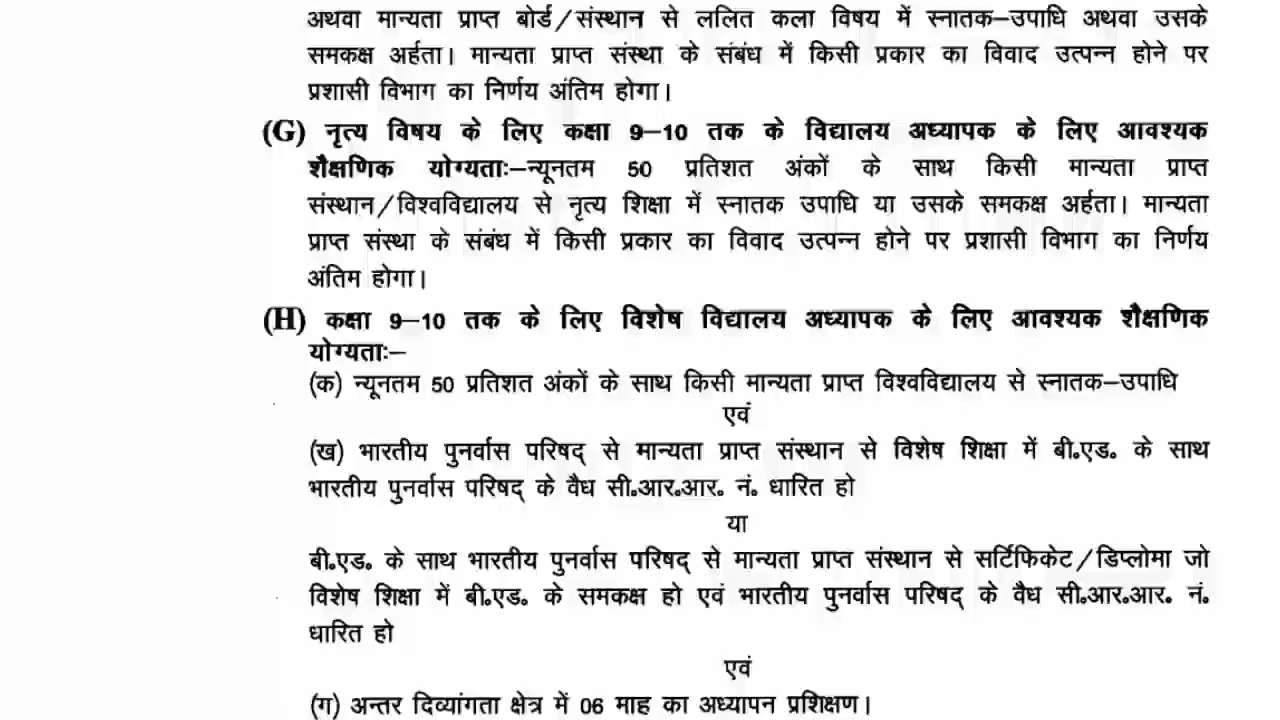 अथवा मान्यता प्राप्त बोर्ड/संस्थान से ललित कला विषय में स्नातक–उपाधि अथवा उसके
समकक्ष अर्हता। मान्यता प्राप्त संस्था के संबंध में किसी प्रकार का विवाद उत्पन्न होने पर
प्रशासी विभाग का निर्णय अंतिम होगा।
(G) नृत्य विषय के लिए कक्षा 9–10 तक के विद्यालय अध्यापक के लिए आवश्यक
शैक्षणिक योग्यताः–न्यूनतम 50 प्रतिशत अंकों के साथ किसी मान्यता प्राप्त
संस्थान/विश्वविद्यालय से नृत्य शिक्षा में स्नातक उपाधि या उसके समकक्ष अर्हता। मान्यता
प्राप्त संस्था के संबंध में किसी प्रकार का विवाद उत्पन्न होने पर प्रशासी विभाग का निर्णय
अंतिम होगा।
(H) कक्षा 9–10 तक के लिए विशेष विद्यालय अध्यापक के लिए आवश्यक शैक्षणिक
योग्यताः–
(क) न्यूनतम 50 प्रतिशत अंकों के साथ किसी मान्यता प्राप्त विश्वविद्यालय से स्नातक–उपाधि
एवं
(ख) भारतीय पुनर्वास परिषद् से मान्यता प्राप्त संस्थान से विशेष शिक्षा में बी॰एड॰ के साथ
भारतीय पुनर्वास परिषद् के वैध सी॰आर॰आर॰ नं॰ धारित हो
या
बी॰एड॰ के साथ भारतीय पुनर्वास परिषद् से मान्यता प्राप्त संस्थान से सर्टिफिकेट/डिप्लोमा जो
विशेष शिक्षा में बी॰एड॰ के समकक्ष हो एवं भारतीय पुनर्वास परिषद् के वैध सी॰आर॰आर॰ नं॰
धारित हो
एवं
(ग) अन्तर दिव्यांगता क्षेत्र में 06 माह का अध्यापन प्रशिक्षण।